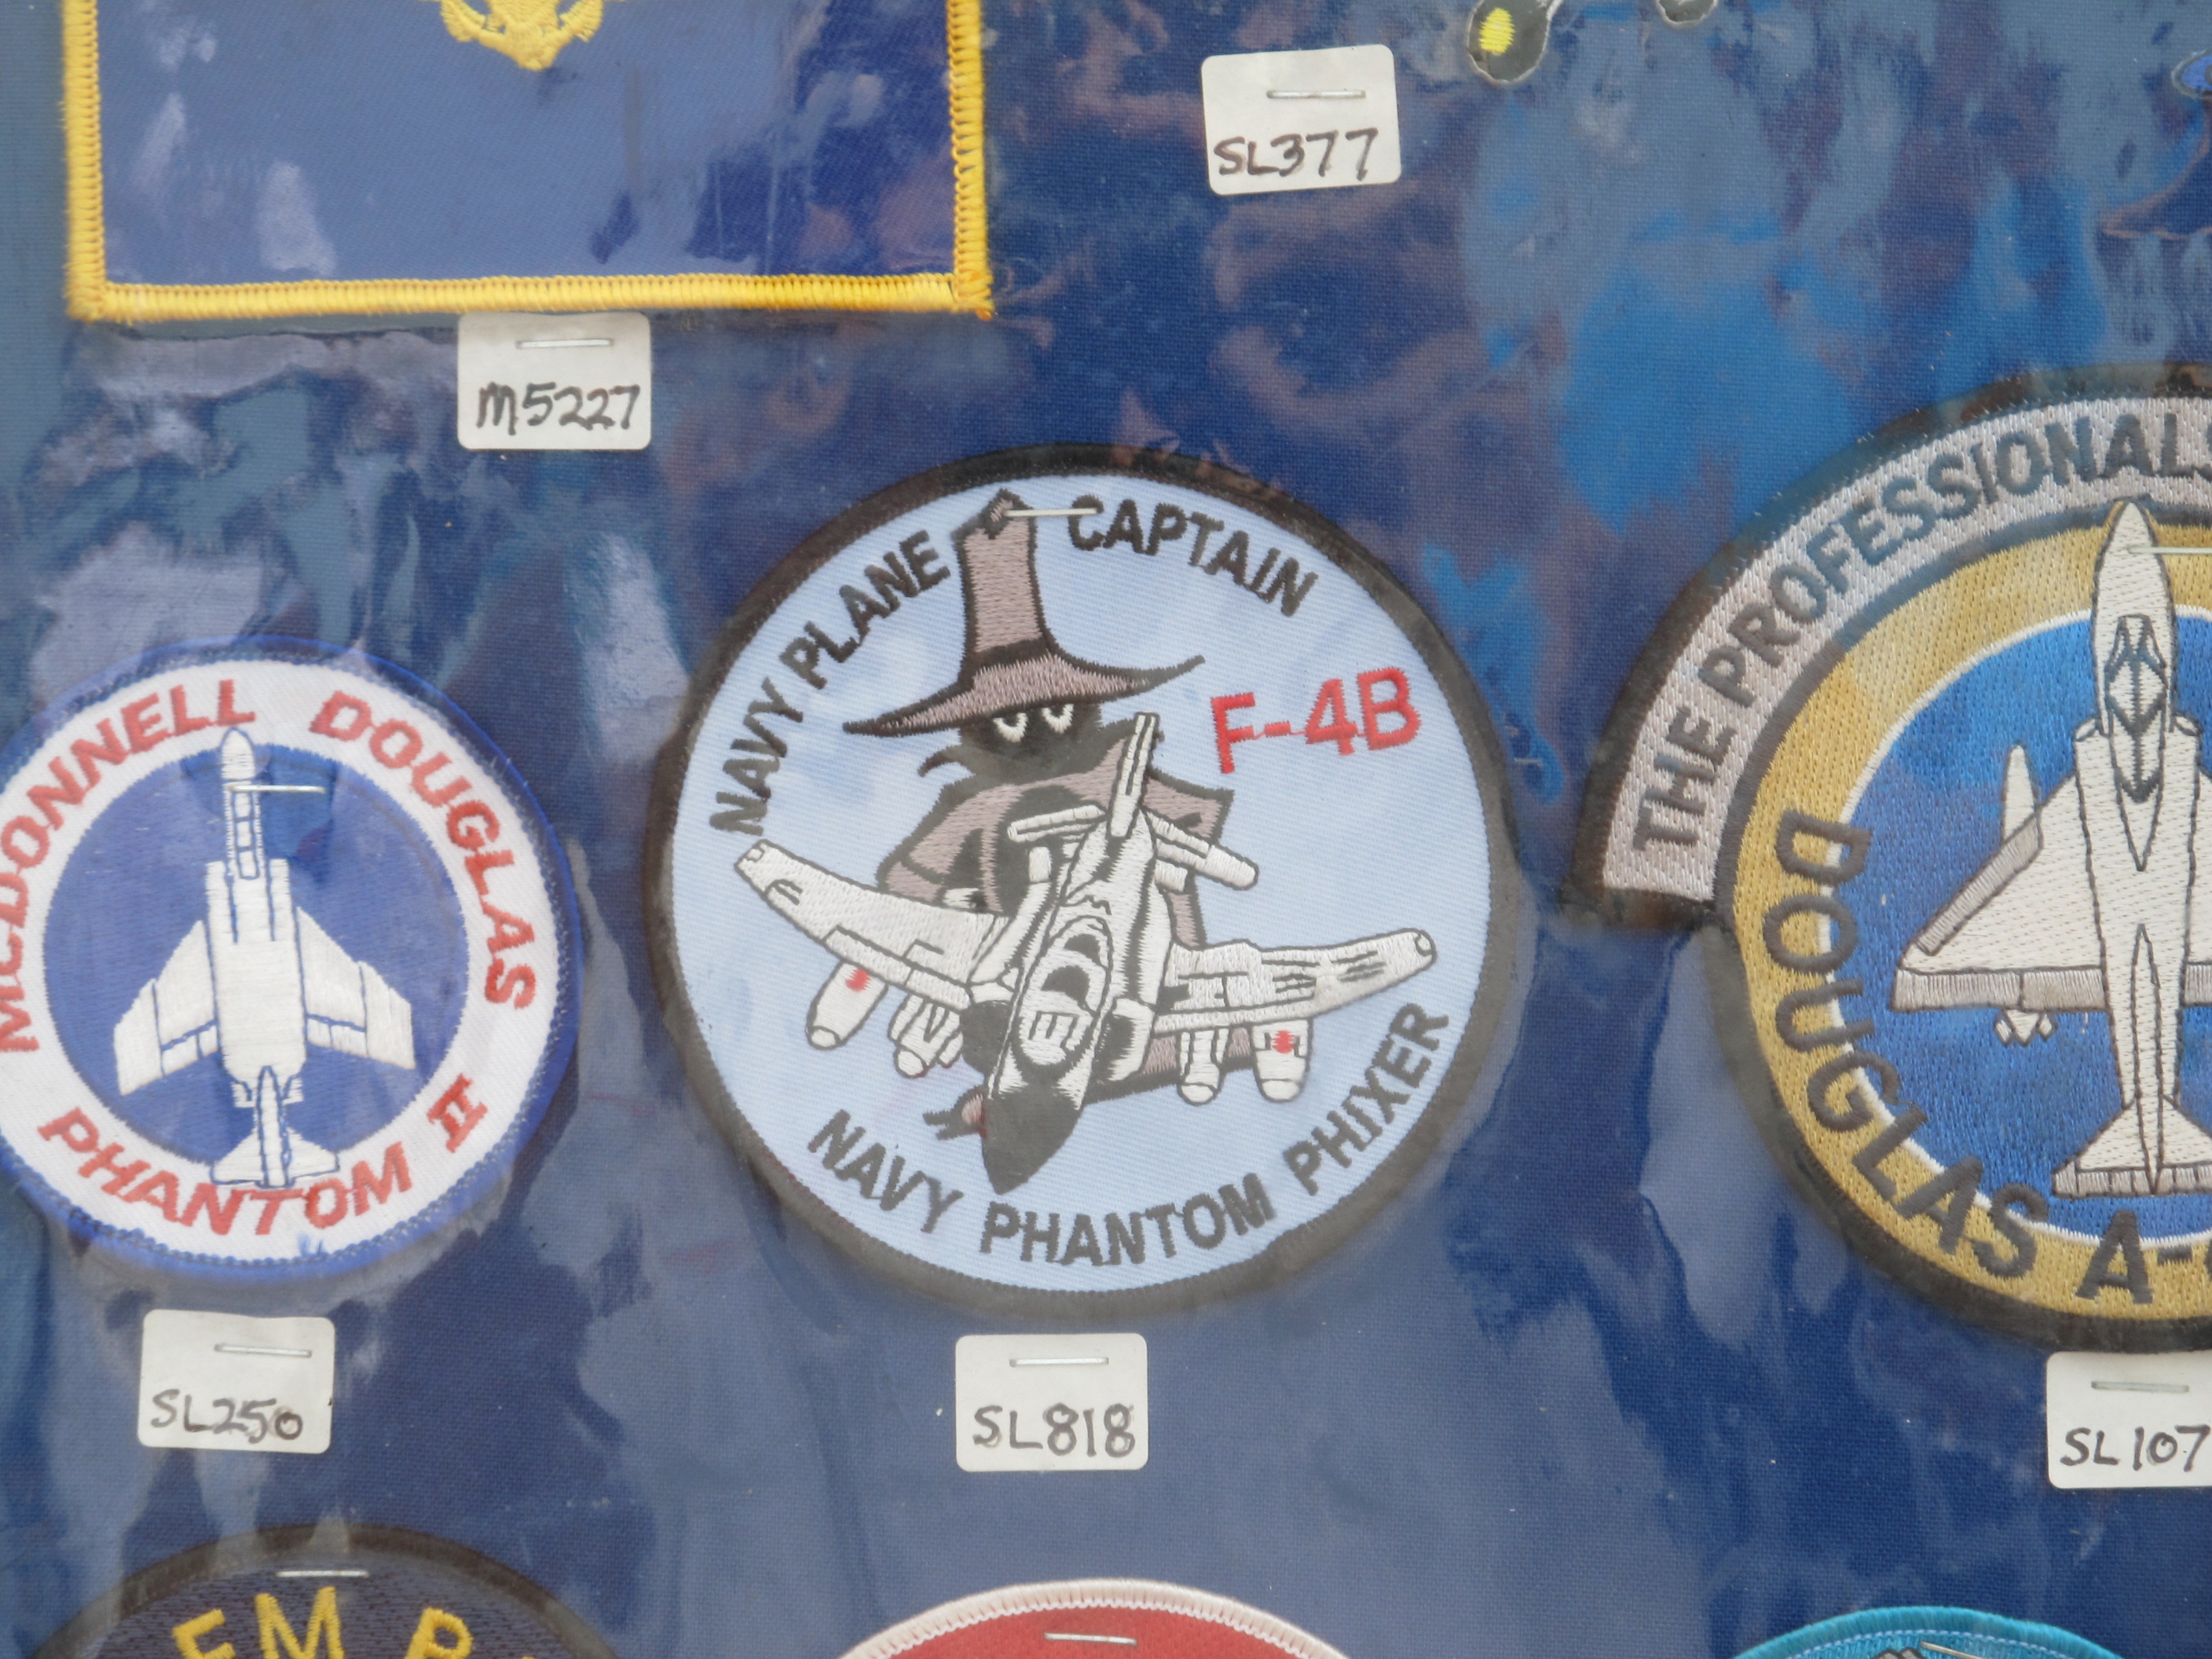 SL377
M5227
NAVY PLANE CAPTAIN
F-4B
NAVY PHANTOM PHIXER
MCDONNELL DOUGLAS
PHANTOM II
THE PROFESSIONALS
DOUGLAS A-
SL250
SL818
SL107